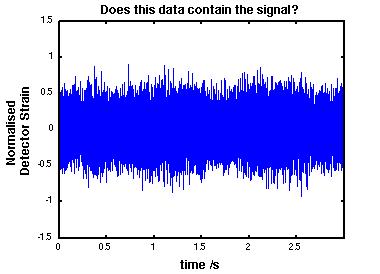 Does this data contain the signal?
1.5
1
0.5
0
-0.5
-1
-1.5
Normalised
Detector Strain
0 0.5 1 1.5 2 2.5
time /s